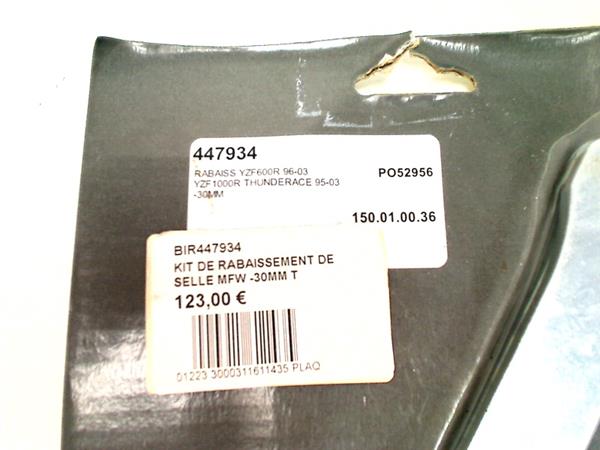 447934
RABAISS YZF600R 96-03
PO52956
YZF1000R THUNDERACE 95-03
-30MM
150.01.00.36
BIR447934
KIT DE RABAISSEMENT DE
SELLE MFW -30MM T
123,00 €
01223 3000311611435 PLAQ